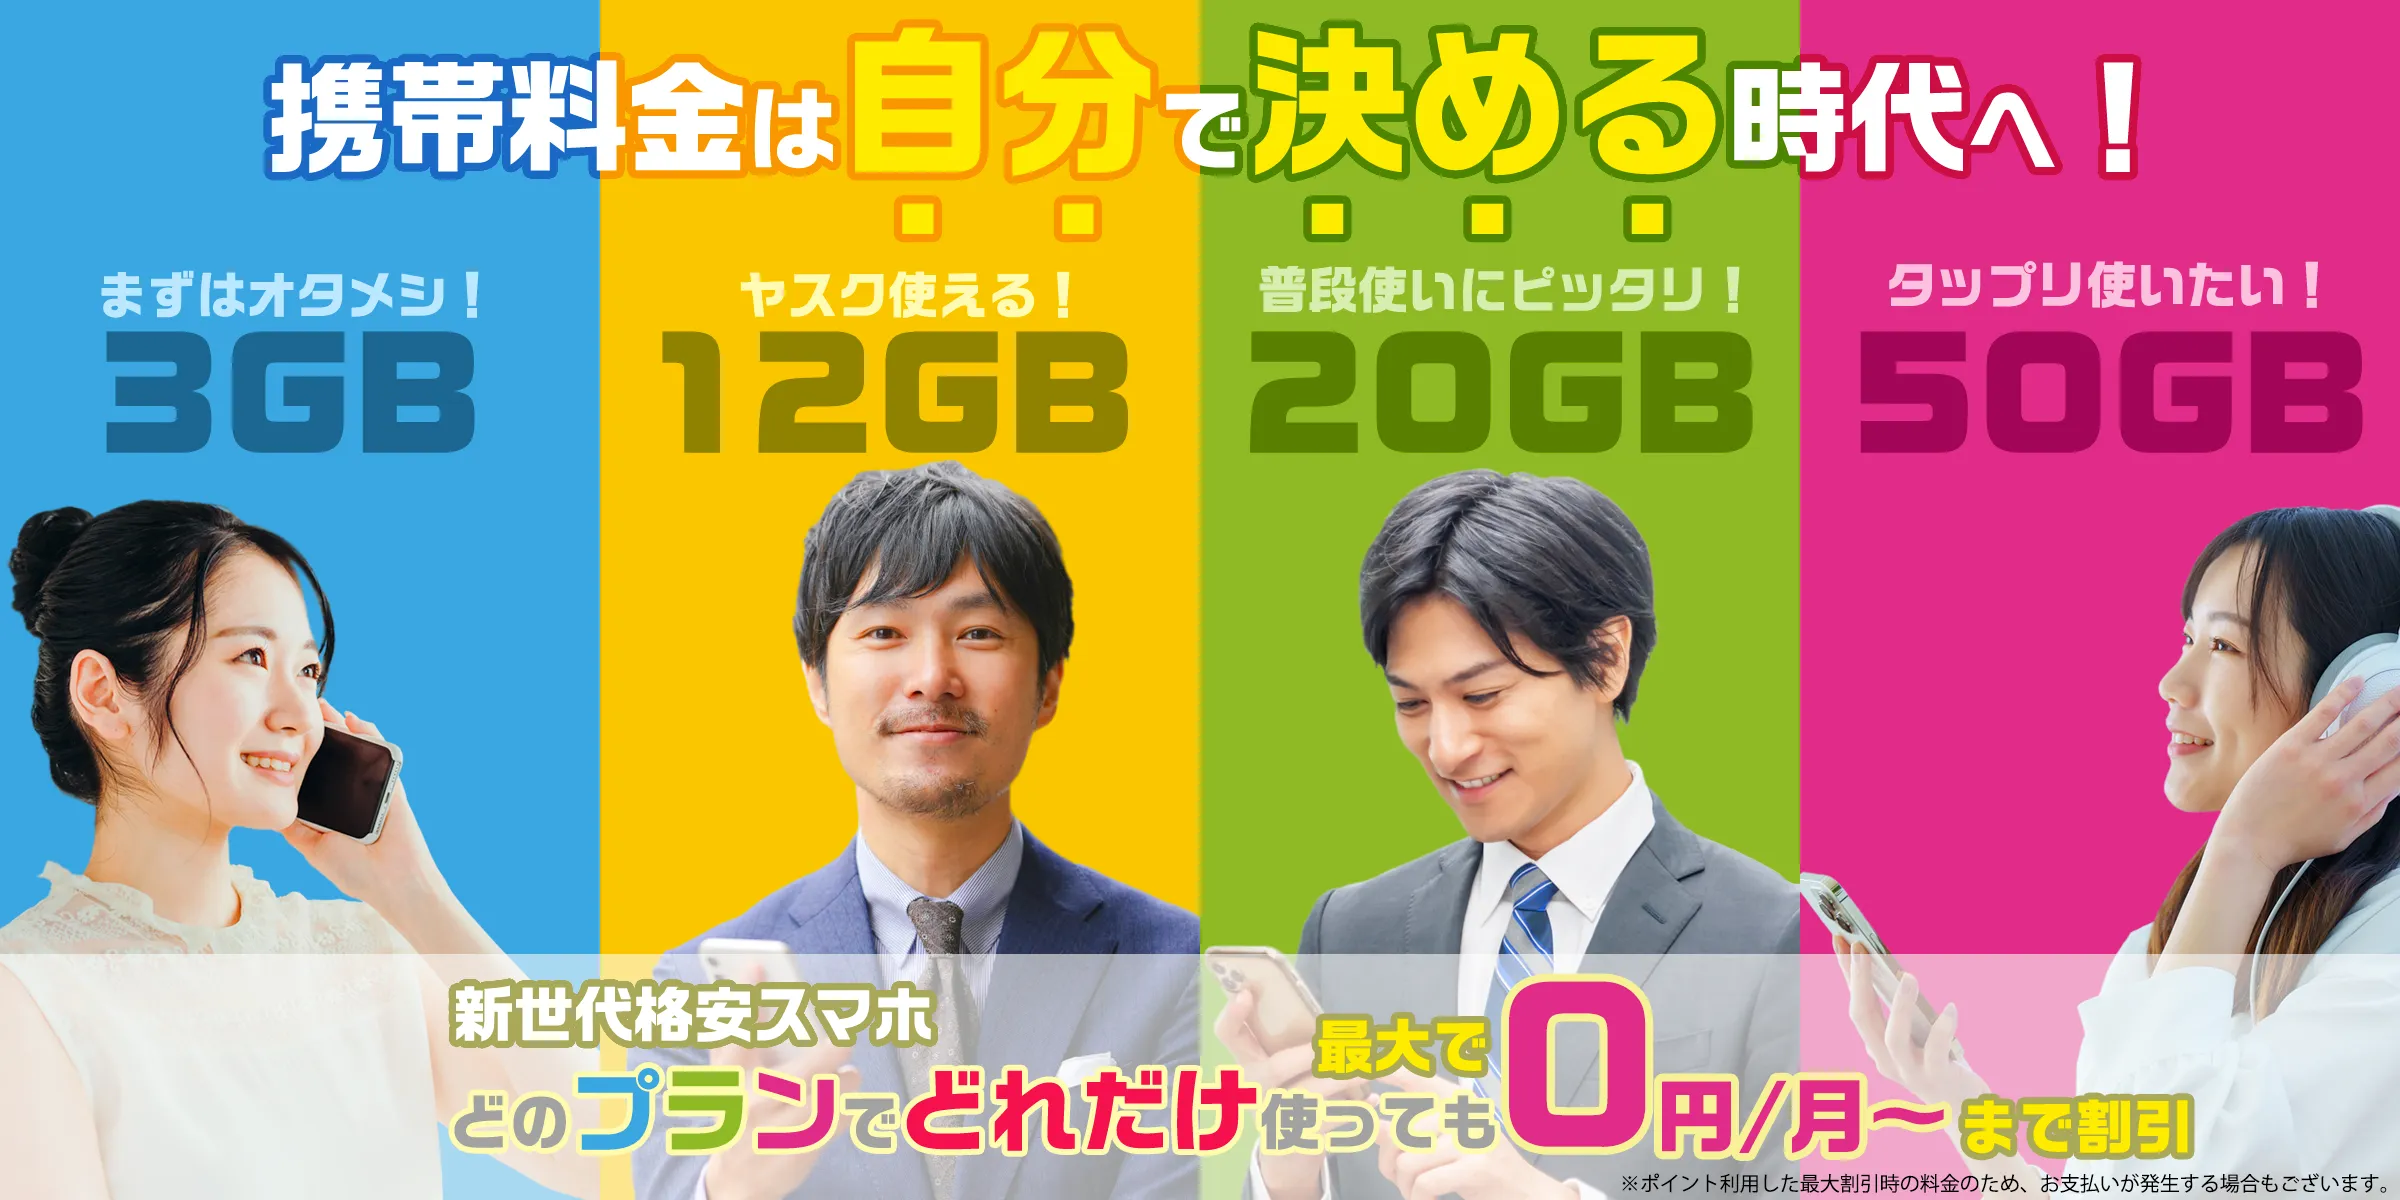 携帯料金は自分で決める時代へ！
まずはオタメシ！
3GB
ヤスク使える！
12GB
普段使いにピッタリ！
20GB
タップリ使いたい！
50GB
新世代格安スマホ
どのプランでどれだけ使っても
最大で
0円/月～まで割引
※ポイント利用した最大割引時の料金のため、お支払いが発生する場合もございます。